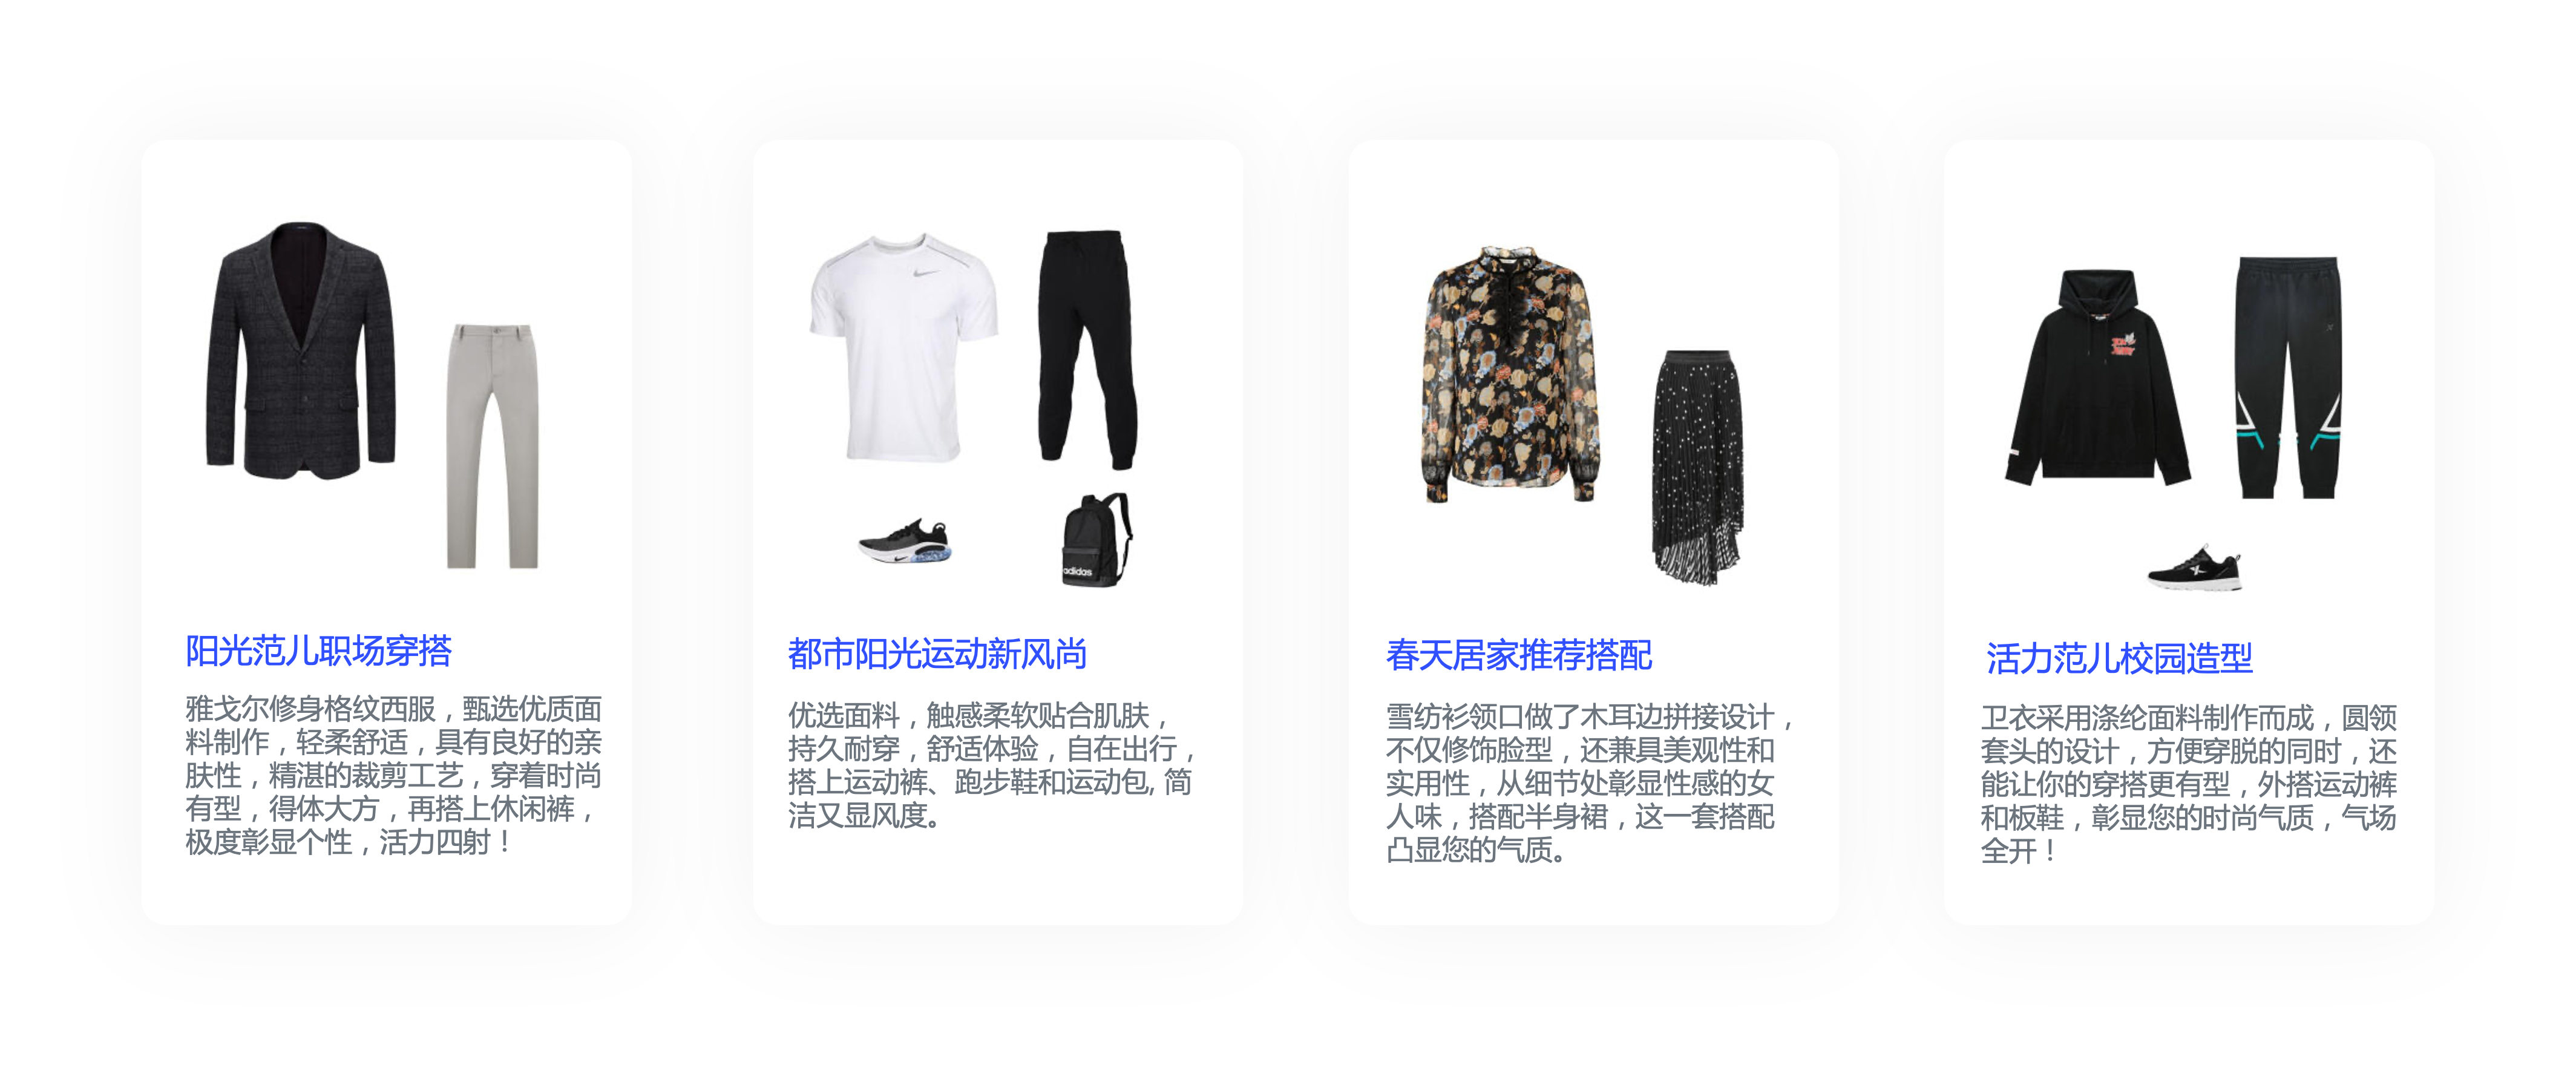 adidas
阳光范儿职场穿搭
雅戈尔修身格纹西服，甄选优质面
料制作，轻柔舒适，具有良好的亲
肤性，精湛的裁剪工艺，穿着时尚
有型，得体大方，再搭上休闲裤，
极度彰显个性，活力四射！
都市阳光运动新风尚
优选面料，触感柔软贴合肌肤，
持久耐穿，舒适体验，自在出行，
搭上运动裤、跑步鞋和运动包, 简
洁又显风度。
春天居家推荐搭配
雪纺衫领口做了木耳边拼接设计，
不仅修饰脸型，还兼具美观性和
实用性，从细节处彰显性感的女
人味，搭配半身裙，这一套搭配
凸显您的气质。
活力范儿校园造型
卫衣采用涤纶面料制作而成，圆领
套头的设计，方便穿脱的同时，还
能让你的穿搭更有型，外搭运动裤
和板鞋，彰显您的时尚气质，气场
全开！